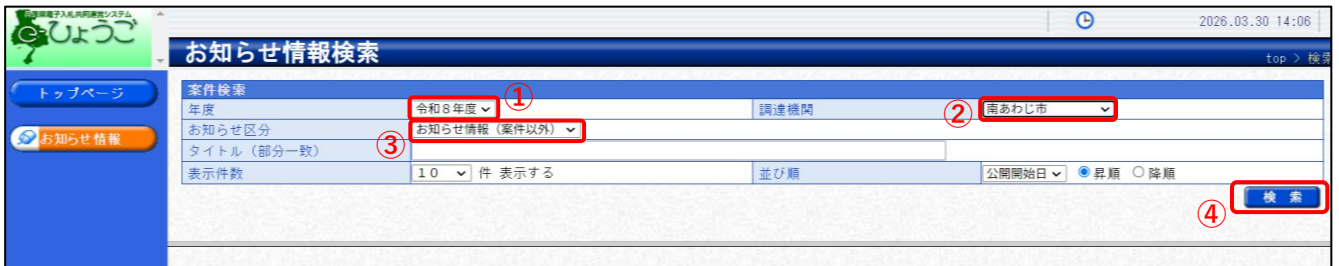 兵庫県電子入札共同運営システム
eひょうご
2026.03.30 14:06
お知らせ情報検索
top > 検索
トップページ
お知らせ情報
案件検索
年度 令和8年度 ① 調達機関 ② 南あわじ市
お知らせ区分 お知らせ情報（案件以外）
③
タイトル（部分一致）
表示件数 10 件 表示する 並び順 公開開始日 昇順 降順
検 索
④